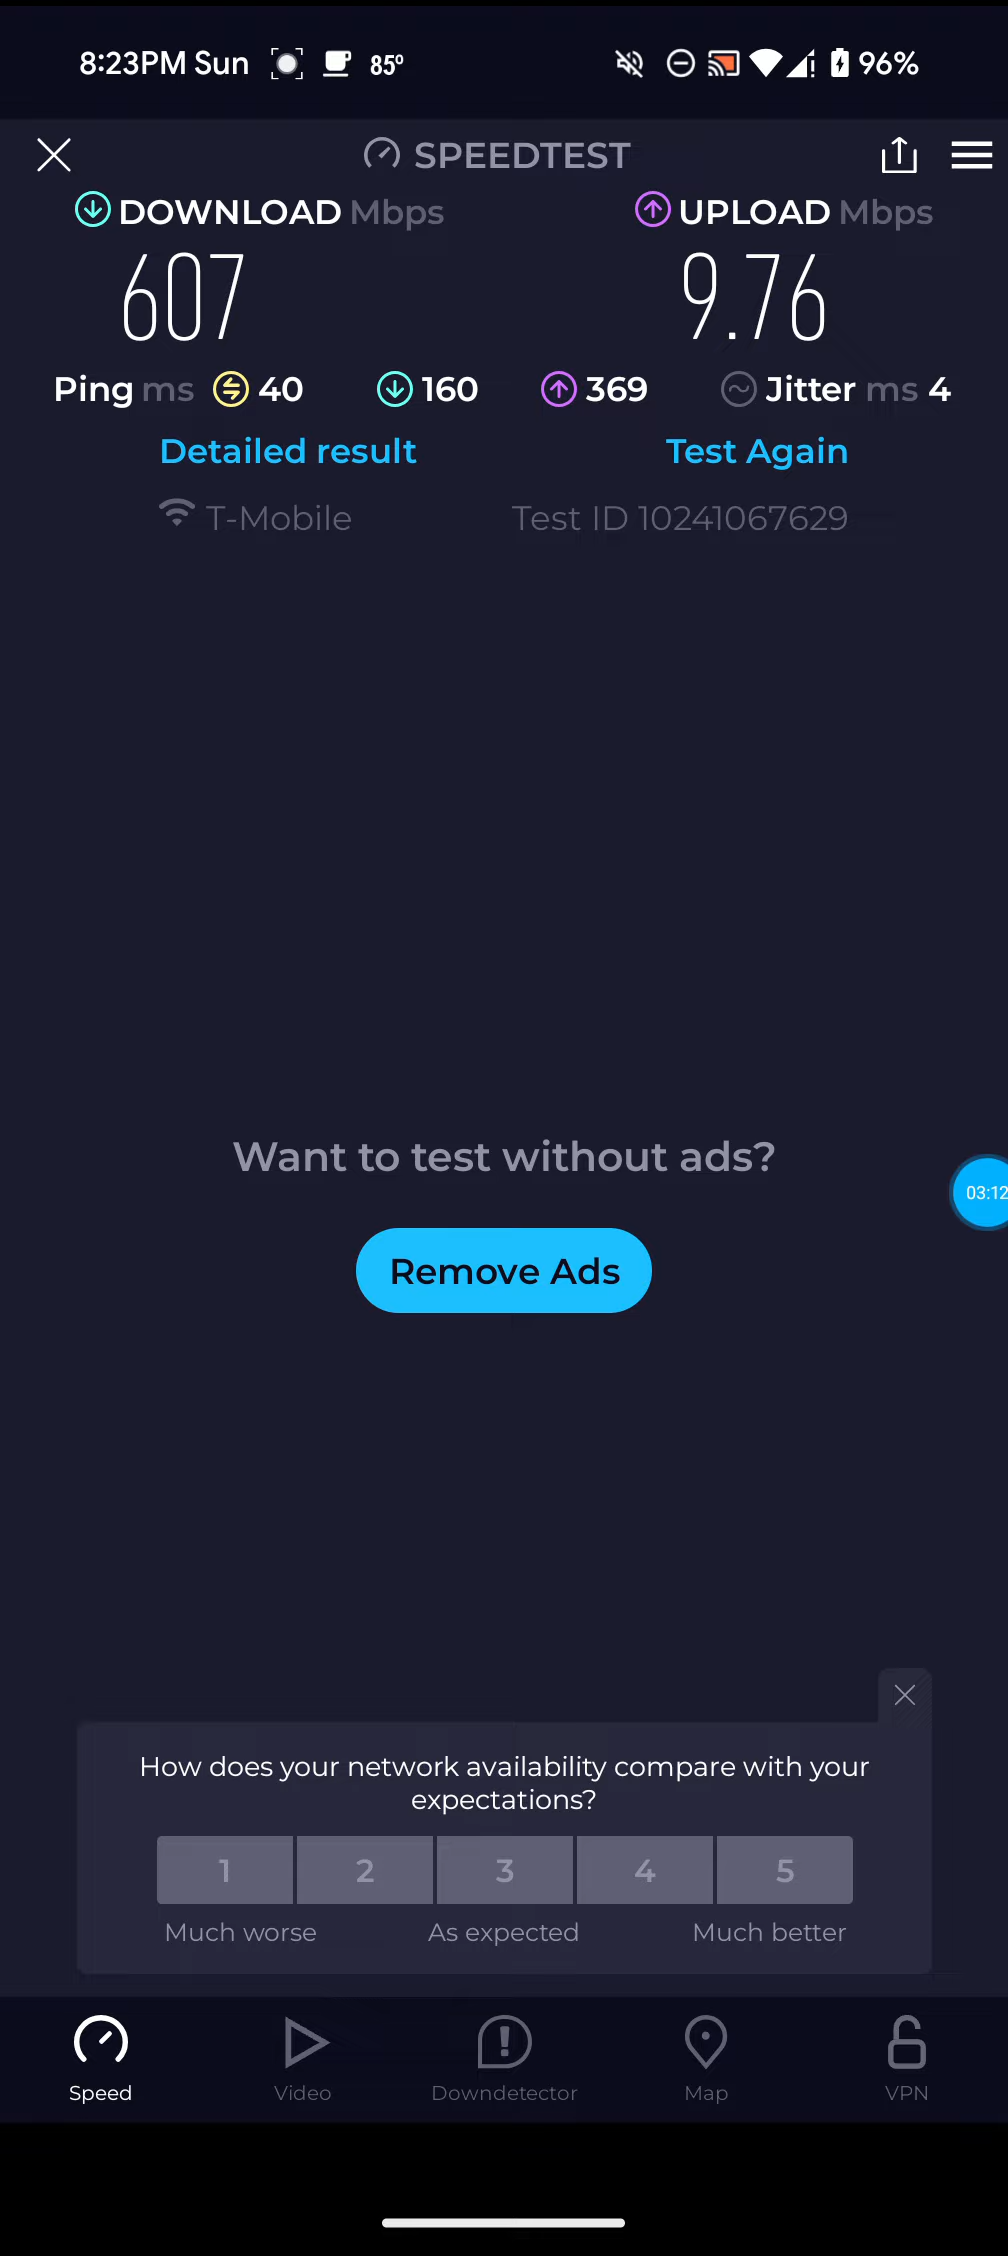 8:23PM Sun 85° 96%
SPEEDTEST
DOWNLOAD Mbps UPLOAD Mbps
607 9.76
Ping ms 40 160 369 Jitter ms 4
Detailed result Test Again
T-Mobile Test ID 10241067629
Want to test without ads?
03:12
Remove Ads
How does your network availability compare with your
expectations?
1 2 3 4 5
Much worse As expected Much better
Speed Video Downdetector Map VPN